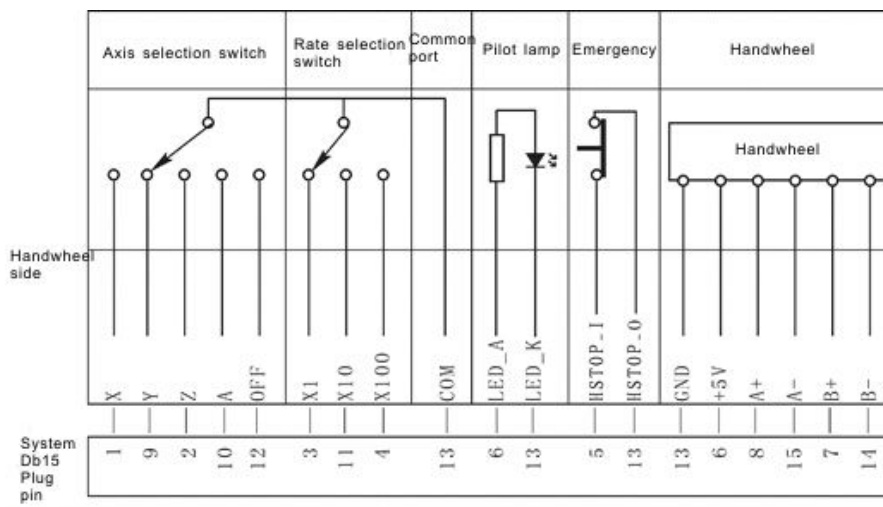 Axis selection switch
Rate selection
switch
Common
port
Pilot lamp
Emergency
Handwheel
Handwheel
Handwheel
side
X
Y
Z
A
OFF
X1
X10
X100
COM
LED_A
LED_K
HSTOP_I
HSTOP_O
GND
+5V
A+
A-
B+
B-
System
Db15
Plug
pin
1
9
2
10
12
3
11
4
13
6
13
5
13
13
6
8
15
7
14